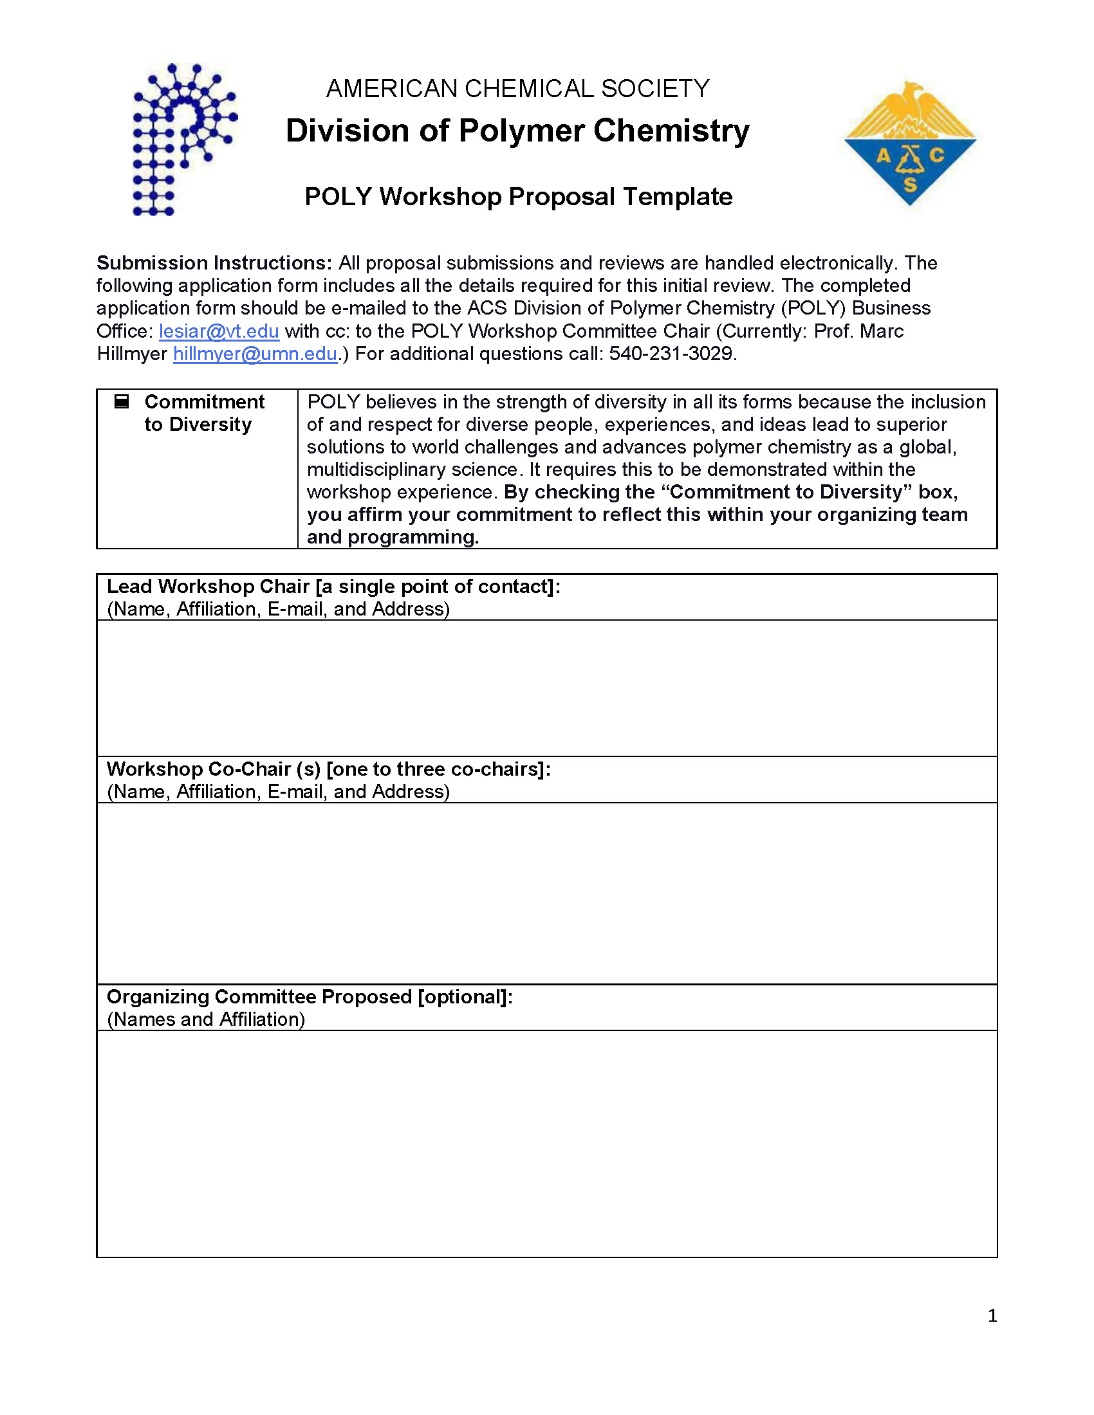 AMERICAN CHEMICAL SOCIETY
Division of Polymer Chemistry
POLY Workshop Proposal Template
A C
S
Submission Instructions: All proposal submissions and reviews are handled electronically. The
following application form includes all the details required for this initial review. The completed
application form should be e-mailed to the ACS Division of Polymer Chemistry (POLY) Business
Office: lesiar@vt.edu with cc: to the POLY Workshop Committee Chair (Currently: Prof. Marc
Hillmyer hillmyer@umn.edu.) For additional questions call: 540-231-3029.
Commitment
to Diversity
POLY believes in the strength of diversity in all its forms because the inclusion
of and respect for diverse people, experiences, and ideas lead to superior
solutions to world challenges and advances polymer chemistry as a global,
multidisciplinary science. It requires this to be demonstrated within the
workshop experience. By checking the “Commitment to Diversity” box,
you affirm your commitment to reflect this within your organizing team
and programming.
Lead Workshop Chair [a single point of contact]:
(Name, Affiliation, E-mail, and Address)
Workshop Co-Chair (s) [one to three co-chairs]:
(Name, Affiliation, E-mail, and Address)
Organizing Committee Proposed [optional]:
(Names and Affiliation)
1